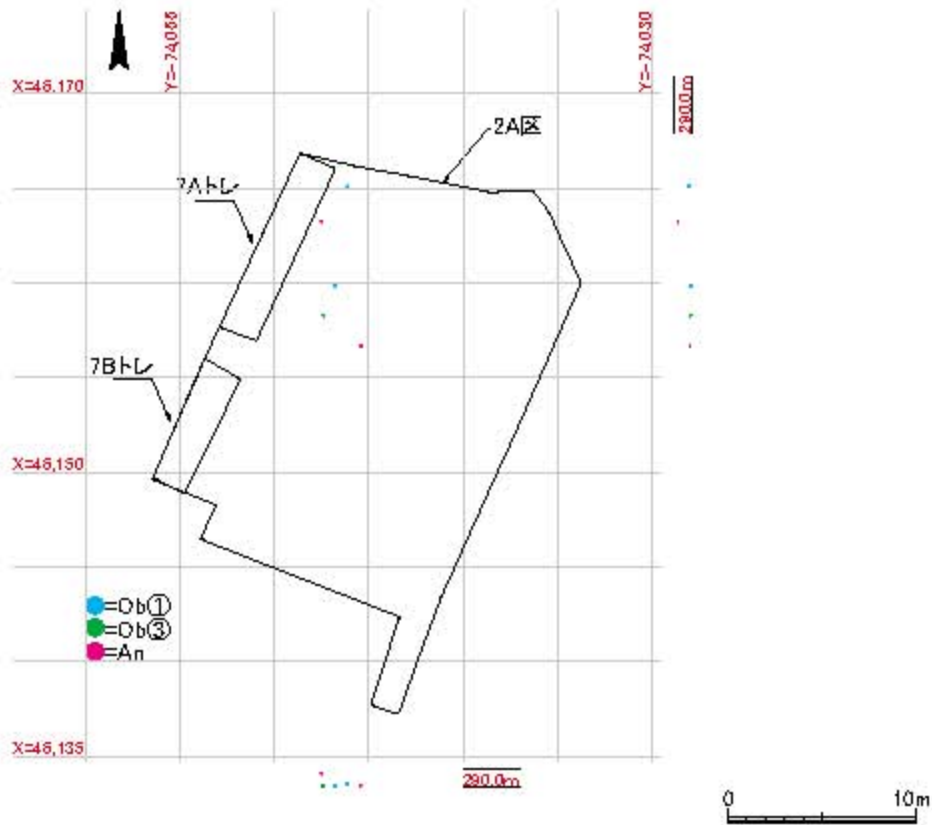 Y=-74,055
Y=-74,030
X=46,170
290.0m
2A区
7Aトレ
7Bトレ
X=46,150
=Ob①
=Ob③
=An
X=46,135
290.0m
0 10m